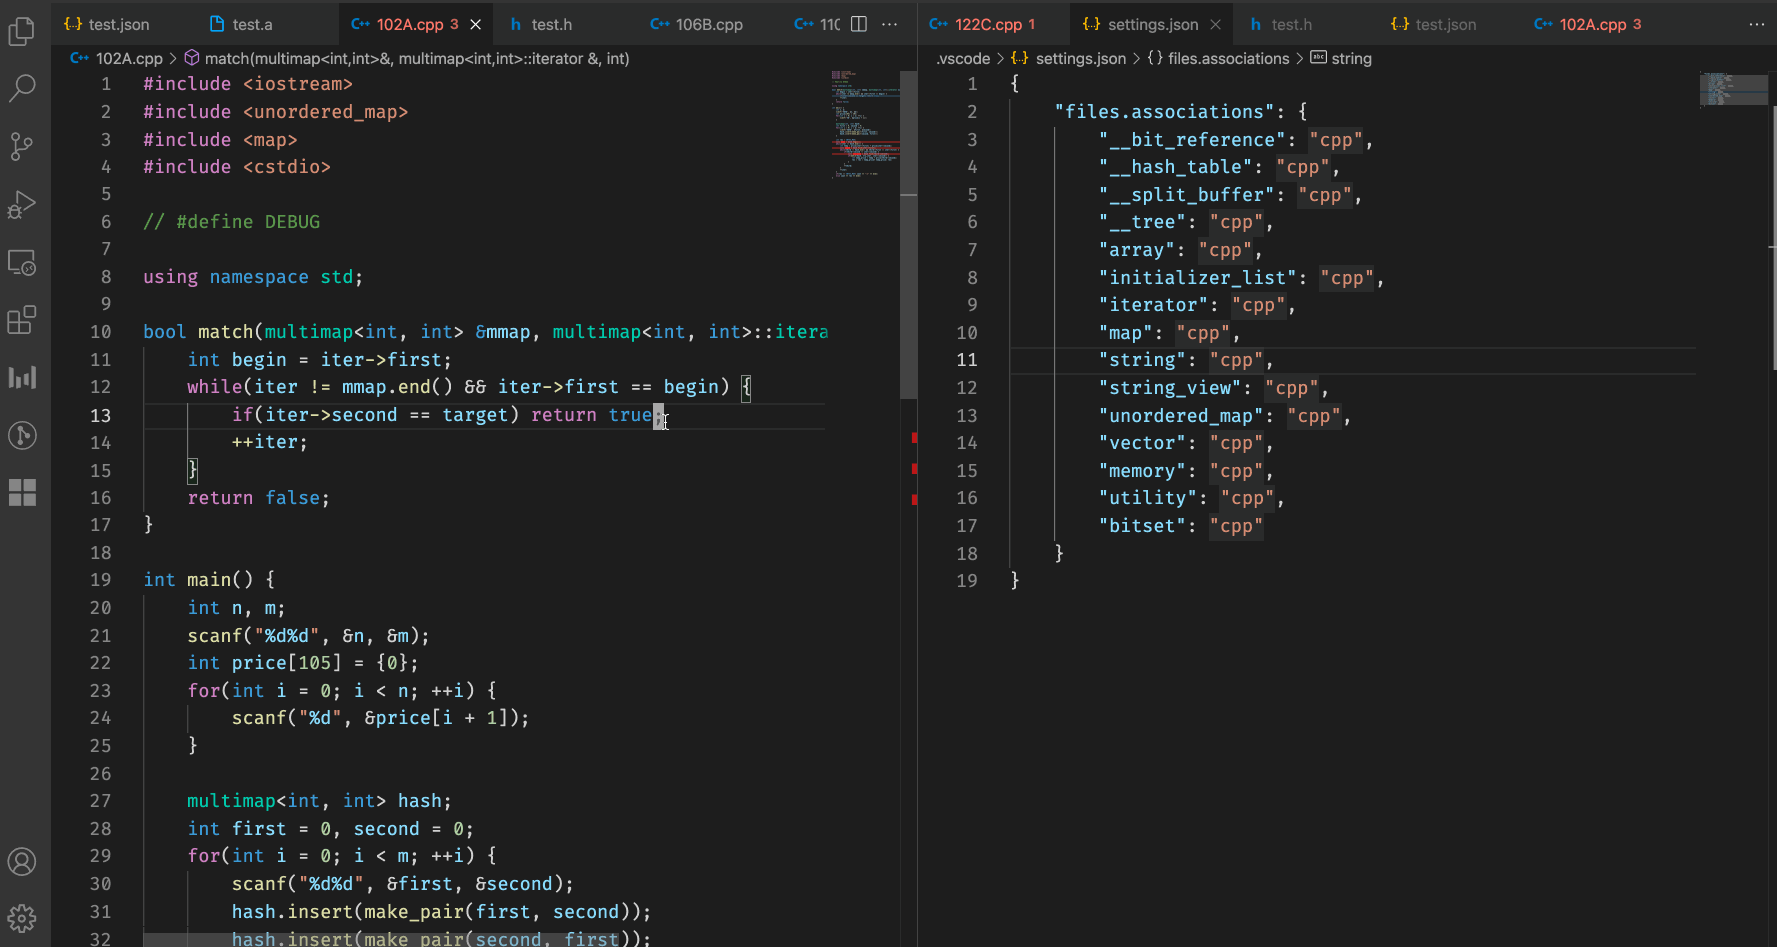 test.json
test.a
102A.cpp 3
test.h
106B.cpp
110
102A.cpp > match(multimap<int,int>&, multimap<int,int>::iterator &, int)
1 #include <iostream>
2 #include <unordered_map>
3 #include <map>
4 #include <cstdio>
5
6 // #define DEBUG
7
8 using namespace std;
9
10 bool match(multimap<int, int> &mmap, multimap<int, int>::itera
11 int begin = iter->first;
12 while(iter != mmap.end() && iter->first == begin) {
13 if(iter->second == target) return true;
14 ++iter;
15 }
16 return false;
17 }
18
19 int main() {
20 int n, m;
21 scanf("%d%d", &n, &m);
22 int price[105] = {0};
23 for(int i = 0; i < n; ++i) {
24 scanf("%d", &price[i + 1]);
25 }
26
27 multimap<int, int> hash;
28 int first = 0, second = 0;
29 for(int i = 0; i < m; ++i) {
30 scanf("%d%d", &first, &second);
31 hash.insert(make_pair(first, second));
32 hash.insert(make_pair(second, first));
122C.cpp 1
settings.json
test.h
test.json
102A.cpp 3
.vscode > settings.json > {} files.associations > abc string
1 {
2 "files.associations": {
3 "__bit_reference": "cpp",
4 "__hash_table": "cpp",
5 "__split_buffer": "cpp",
6 "__tree": "cpp",
7 "array": "cpp",
8 "initializer_list": "cpp",
9 "iterator": "cpp",
10 "map": "cpp",
11 "string": "cpp",
12 "string_view": "cpp",
13 "unordered_map": "cpp",
14 "vector": "cpp",
15 "memory": "cpp",
16 "utility": "cpp",
17 "bitset": "cpp"
18 }
19 }